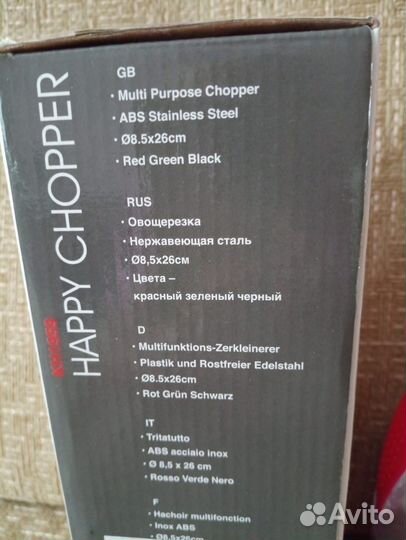 HAPPY CHOPPER
GB
· Multi Purpose Chopper
· ABS Stainless Steel
· Ø8.5x26cm
· Red Green Black
RUS
· Овощерезка
· Нержавеющая сталь
· Ø8,5x26см
· Цвета –
красный зеленый черный
D
· Multifunktions-Zerkleinerer
· Plastik und Rostfreier Edelstahl
· Ø8.5x26cm
· Rot Grün Schwarz
IT
· Tritatutto
· ABS acciaio inox
· Ø 8,5 x 26 cm
· Rosso Verde Nero
F
· Hachoir multifonction
· Inox ABS
· Ø8.5x26cm
Avito